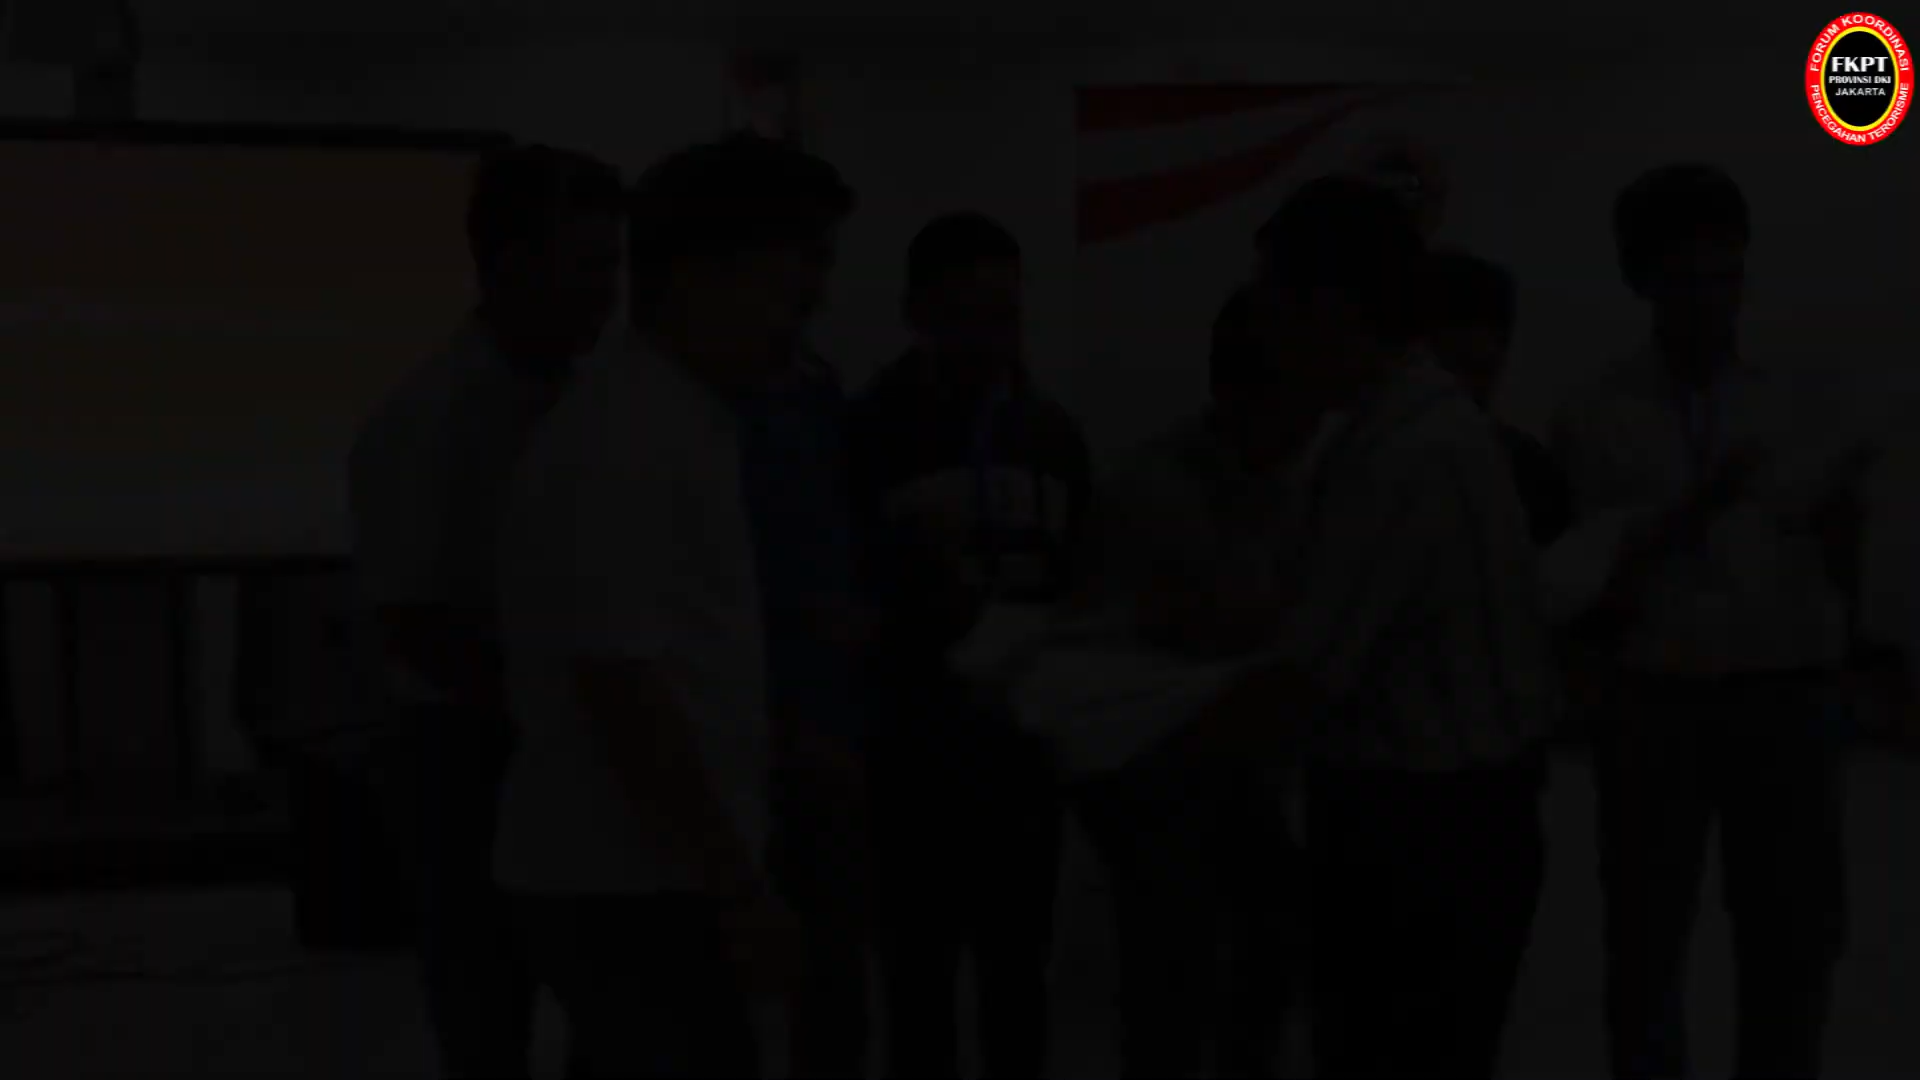 FORUM KOORDINASI
FKPT
PROVINSI DKI
JAKARTA
PENCEGAHAN TERORISME